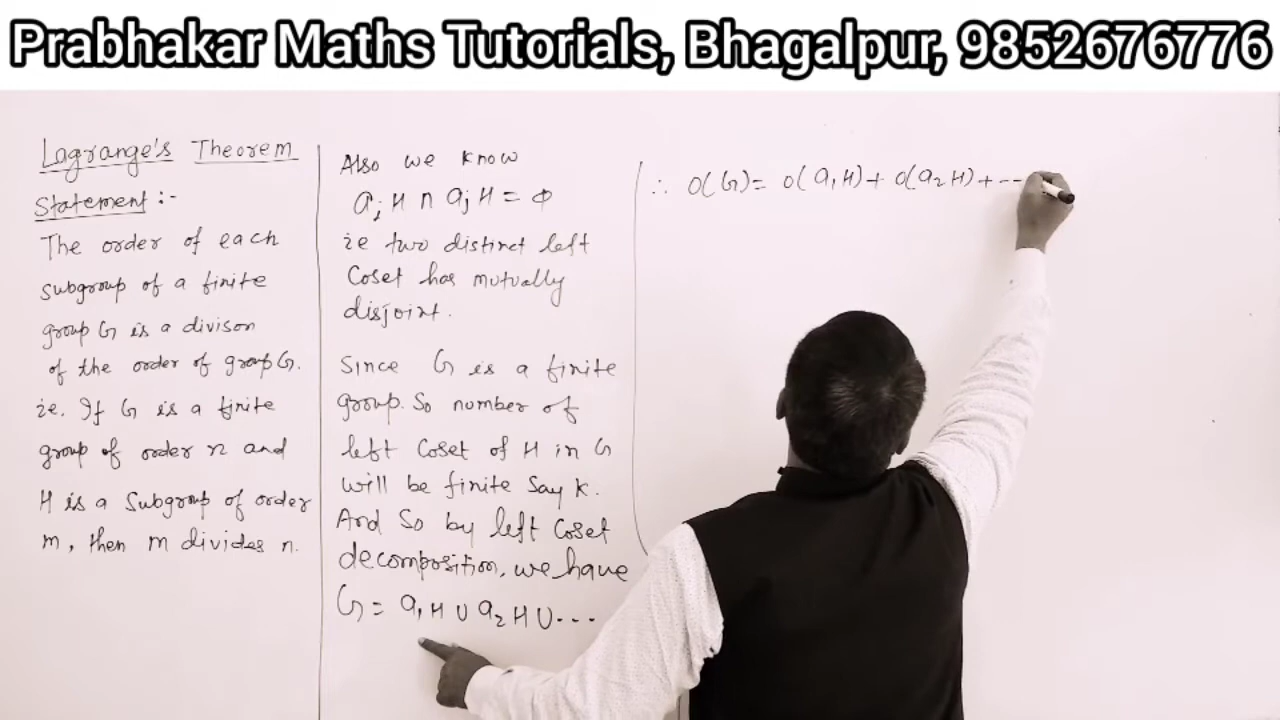 Prabhakar Maths Tutorials, Bhagalpur, 9852676776
Lagrange's Theorem
Statement :-
The order of each
subgroup of a finite
group G is a divison
of the order of group G.
ie. If G is a finite
group of order n and
H is a Subgroup of order
m, then m divides n.
Also we know
aᵢH ∩ aⱼH = ϕ
ie two distinct left
Coset has mutually
disjoint.
Since G is a finite
group. So number of
left Coset of H in G
will be finite Say K.
And So by left Coset
decomposition, we have
G = a₁H ∪ a₂H ∪ ---
∴ O(G) = O(a₁H) + O(a₂H) + ---